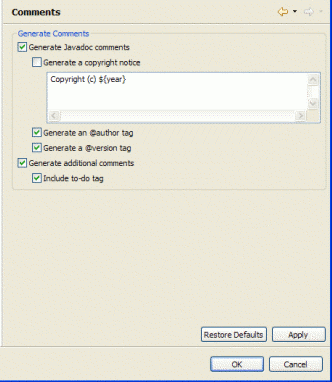 Comments
Generate Comments
Generate Javadoc comments
Generate a copyright notice
Copyright (c) ${year}
Generate an @author tag
Generate a @version tag
Generate additional comments
Include to-do tag
Restore Defaults
Apply
OK
Cancel